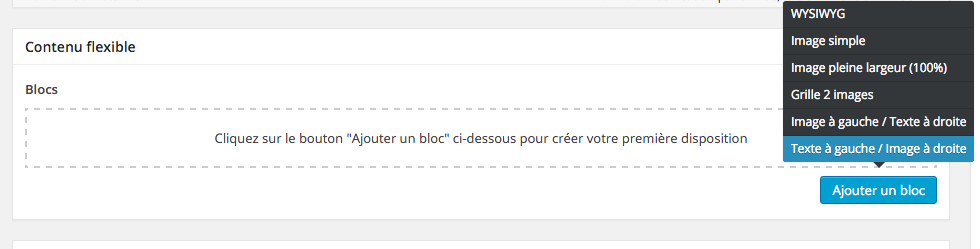 WYSIWYG
Image simple
Image pleine largeur (100%)
Grille 2 images
Image à gauche / Texte à droite
Texte à gauche / Image à droite
Contenu flexible
Blocs
Cliquez sur le bouton "Ajouter un bloc" ci-dessous pour créer votre première disposition
Ajouter un bloc